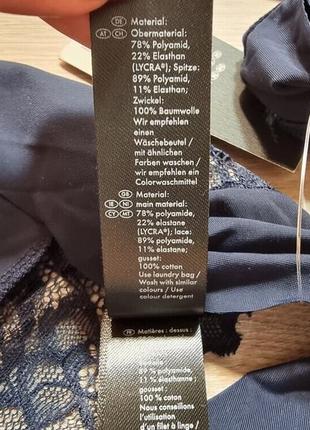 DE Material:
AT CH Obermaterial:
78% Polyamid,
22% Elasthan
(LYCRA®); Spitze:
89% Polyamid,
11% Elasthan;
Zwickel:
100% Baumwolle
Wir empfehlen
einen
Wäschebeutel /
mit ähnlichen
Farben waschen /
wir empfehlen ein
Colorwaschmittel
GB Material:
IE NI main material:
CY MT 78% polyamide,
22% elastane
(LYCRA®); lace:
89% polyamide,
11% elastane;
gusset:
100% cotton
Use laundry bag /
Wash with similar
colours / Use
colour detergent
FR Matières : dessus :
89 % polyamide,
11 % élasthanne ;
gousset :
100 % coton
Nous conseillons
l'utilisation
d'un filet à linge /